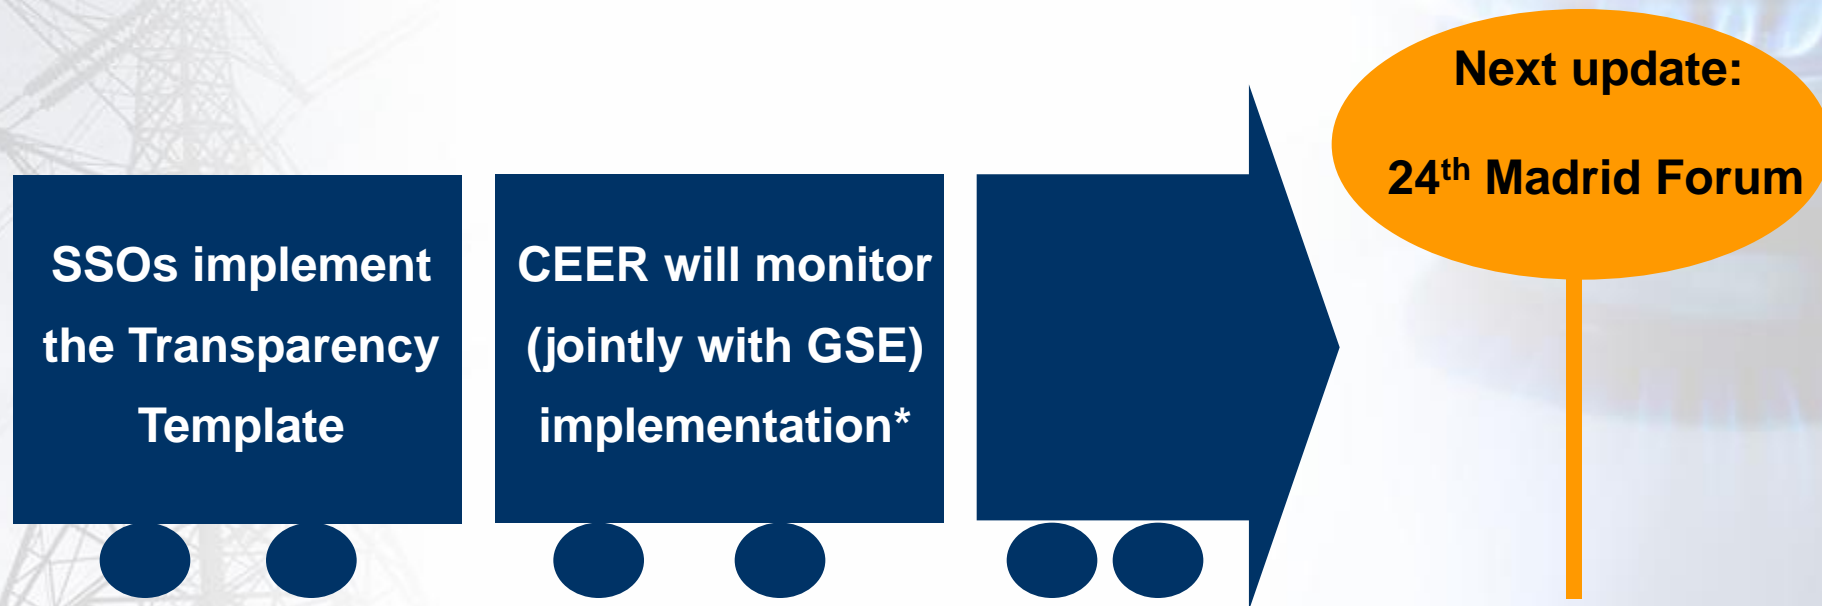 SSOs implement
the Transparency
Template
CEER will monitor
(jointly with GSE)
implementation*
Next update:
24th Madrid Forum